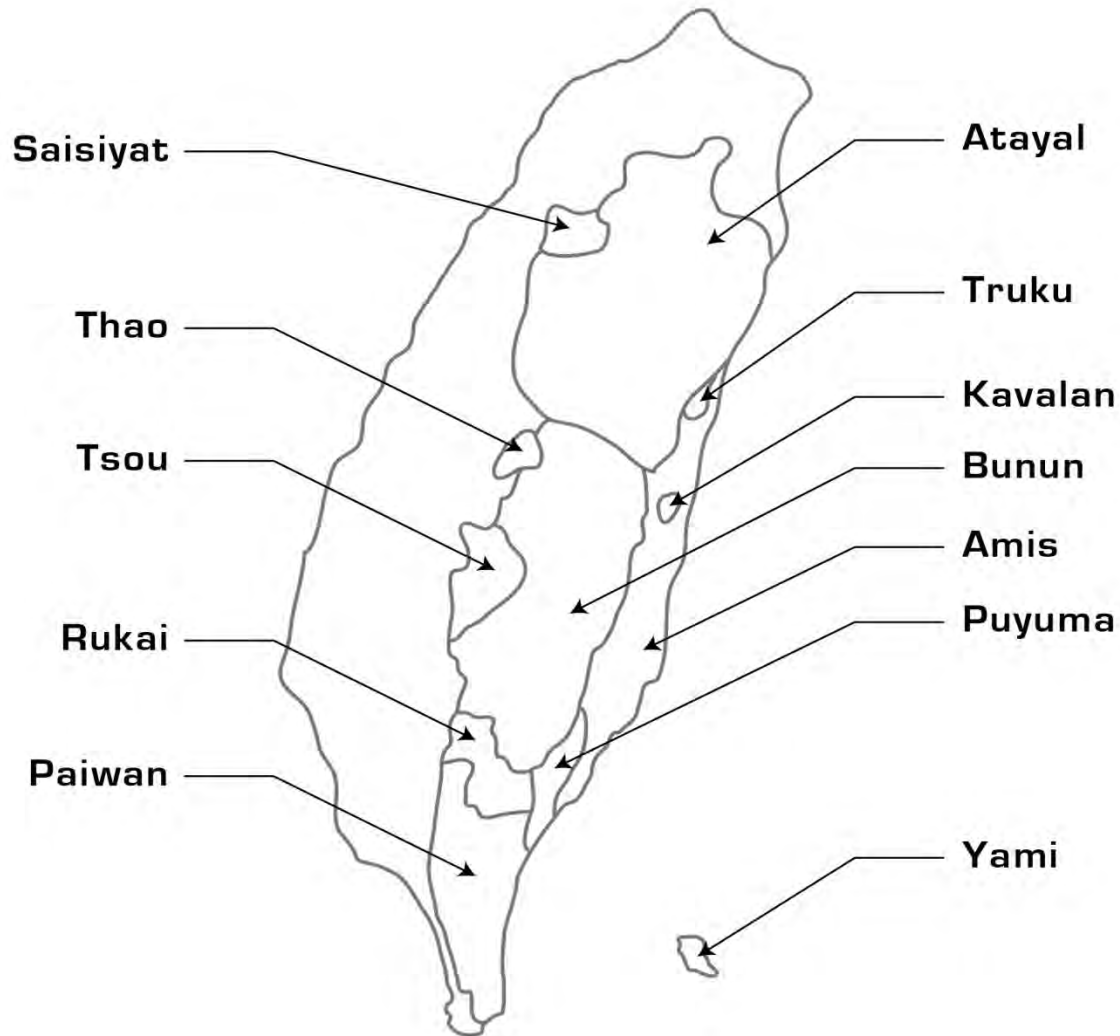 Saisiyat
Thao
Tsou
Rukai
Paiwan
Atayal
Truku
Kavalan
Bunun
Amis
Puyuma
Yami